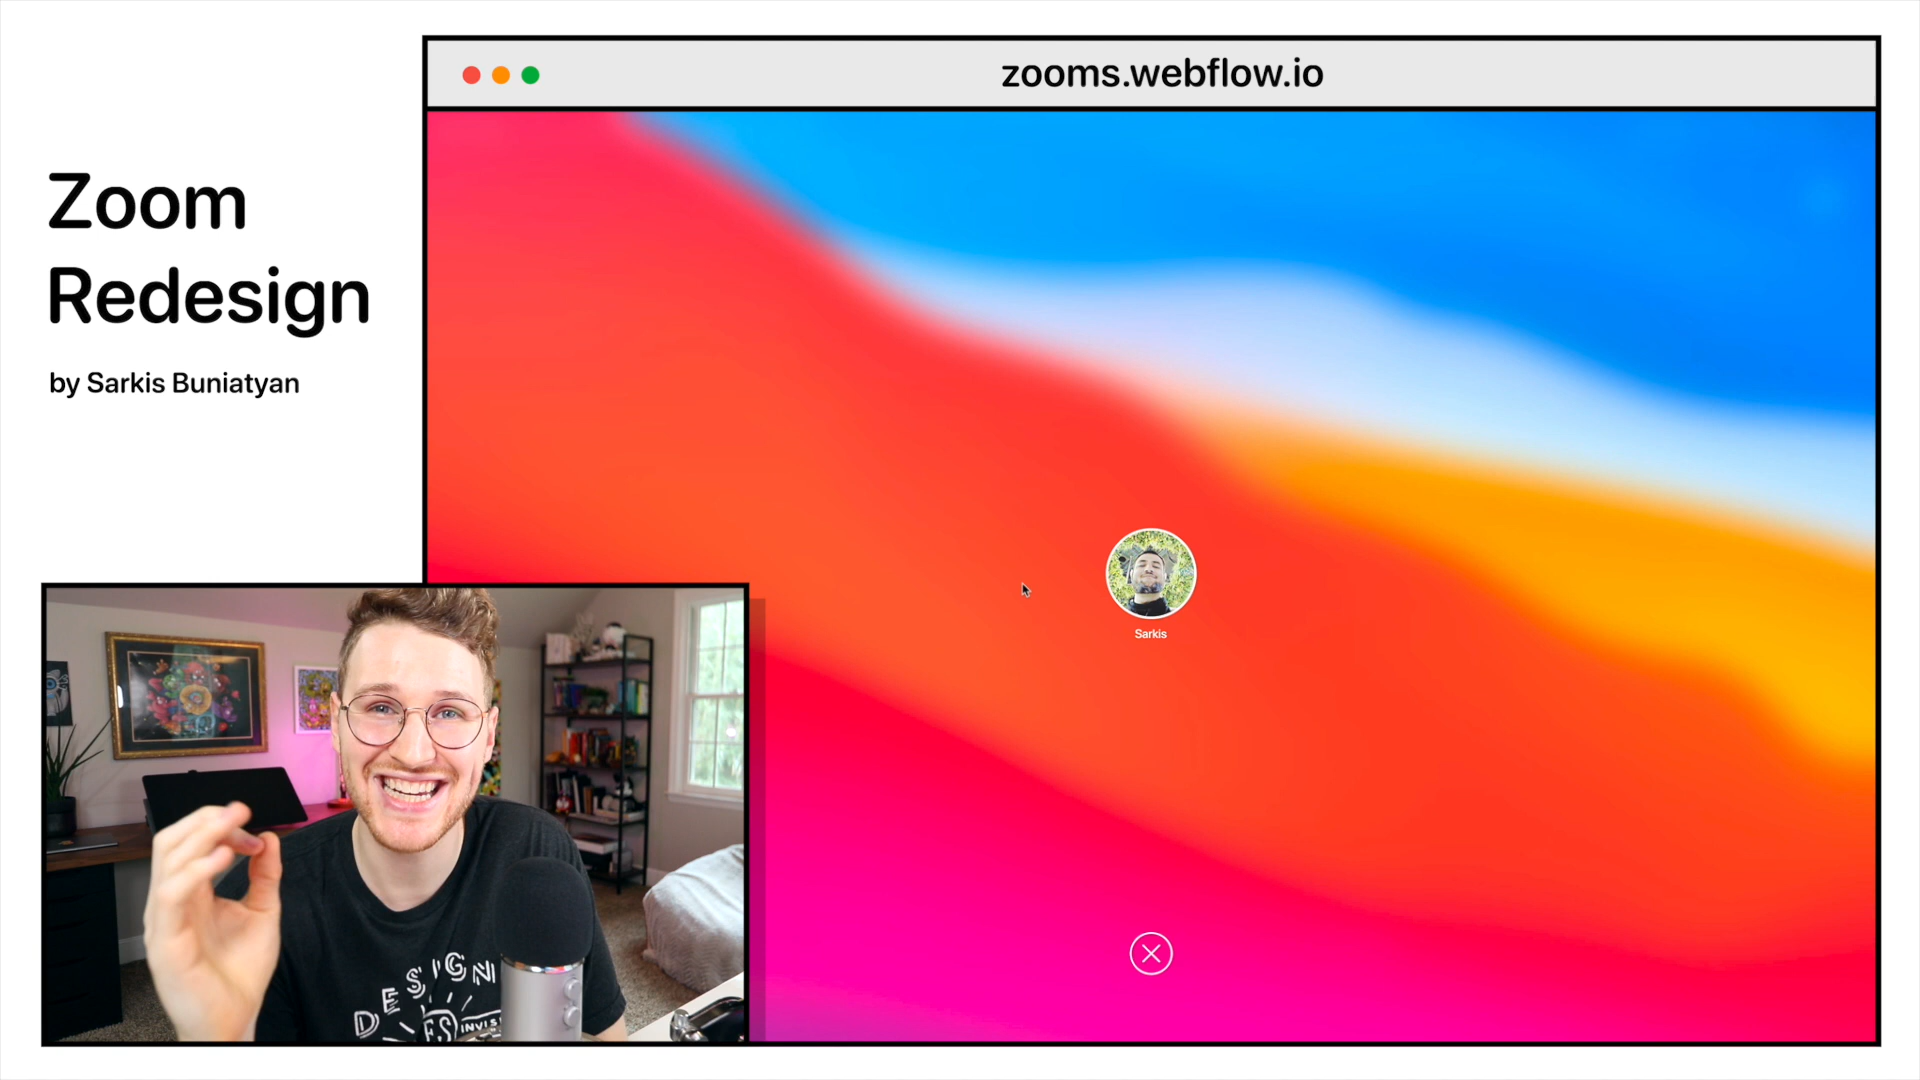 zooms.webflow.io
Zoom
Redesign
by Sarkis Buniatyan
Sarkis
DESIGN